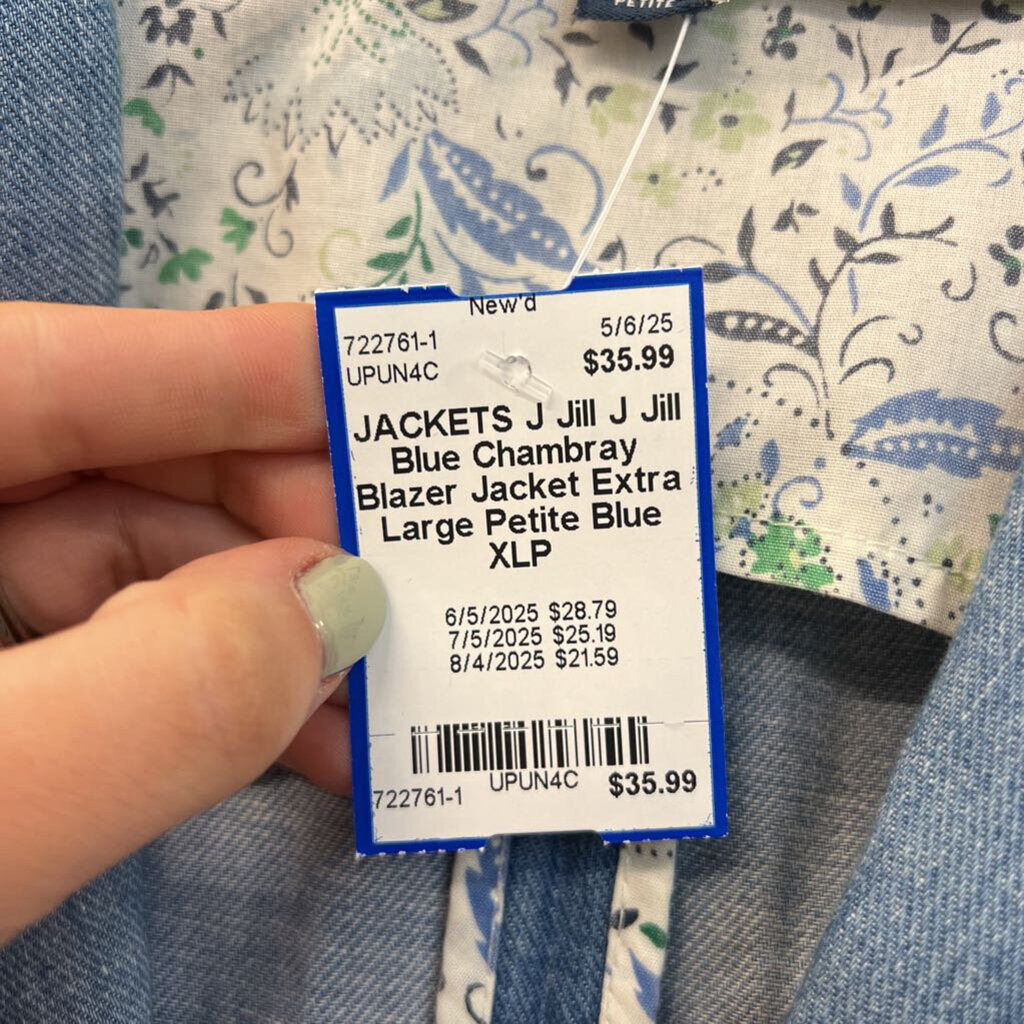 PETITE
New'd
722761-1 5/6/25
UPUN4C $35.99
JACKETS J Jill J Jill
Blue Chambray
Blazer Jacket Extra
Large Petite Blue
XLP
6/5/2025 $28.79
7/5/2025 $25.19
8/4/2025 $21.59
UPUN4C
722761-1 $35.99